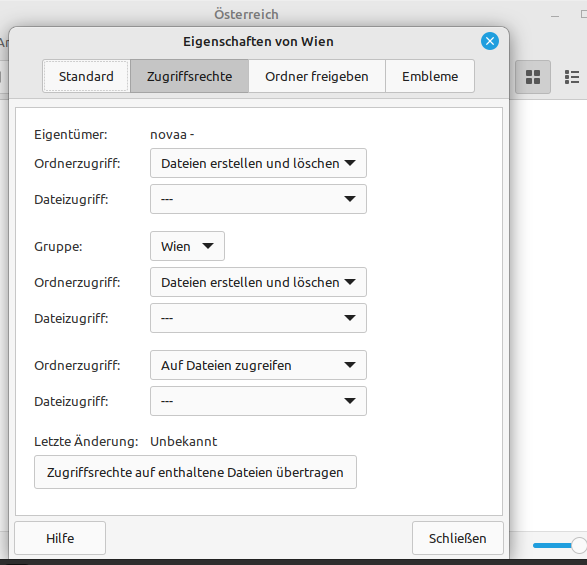 Österreich
Eigenschaften von Wien
Standard Zugriffsrechte Ordner freigeben Embleme
Eigentümer: novaa -
Ordnerzugriff: Dateien erstellen und löschen
Dateizugriff: ---
Gruppe: Wien
Ordnerzugriff: Dateien erstellen und löschen
Dateizugriff: ---
Ordnerzugriff: Auf Dateien zugreifen
Dateizugriff: ---
Letzte Änderung: Unbekannt
Zugriffsrechte auf enthaltene Dateien übertragen
Hilfe Schließen